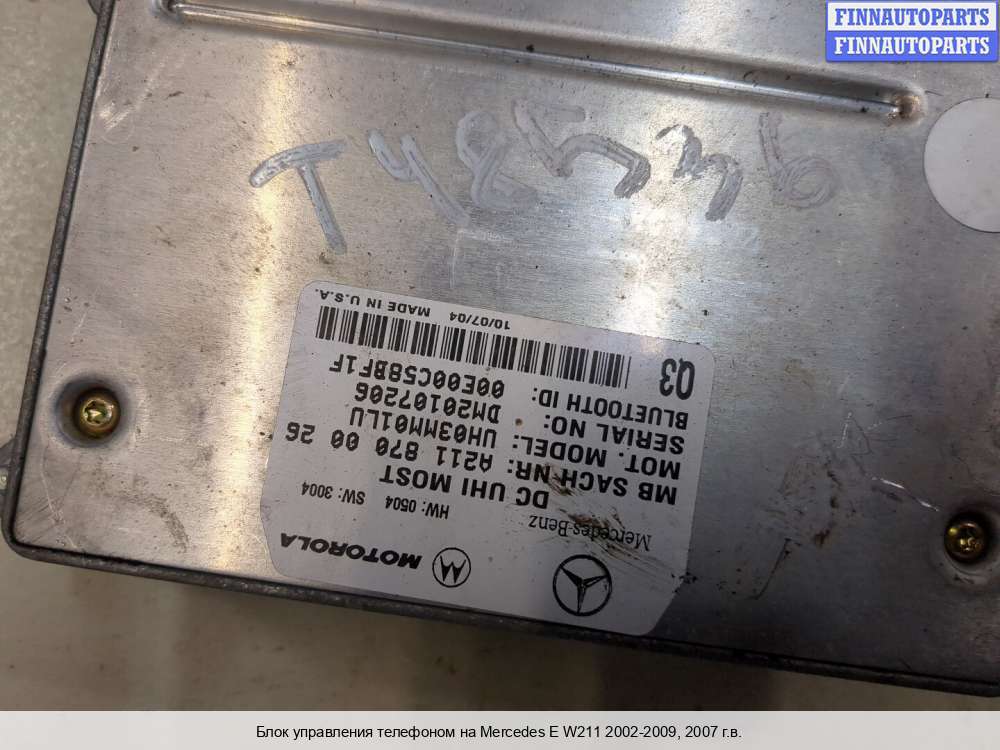 FINNAUTOPARTS
FINNAUTOPARTS
T485346
Mercedes-Benz
MOTOROLA
HW: 0504 SW: 3004
DC UHI MOST
MB SACH NR: A211 870 00 26
MOT. MODEL: UH03MM01LU
SERIAL NO: DM20107206
BLUETOOTH ID: 00E00C58BF1F
Q3
10/07/04 MADE IN U.S.A.
Блок управления телефоном на Mercedes E W211 2002-2009, 2007 г.в.